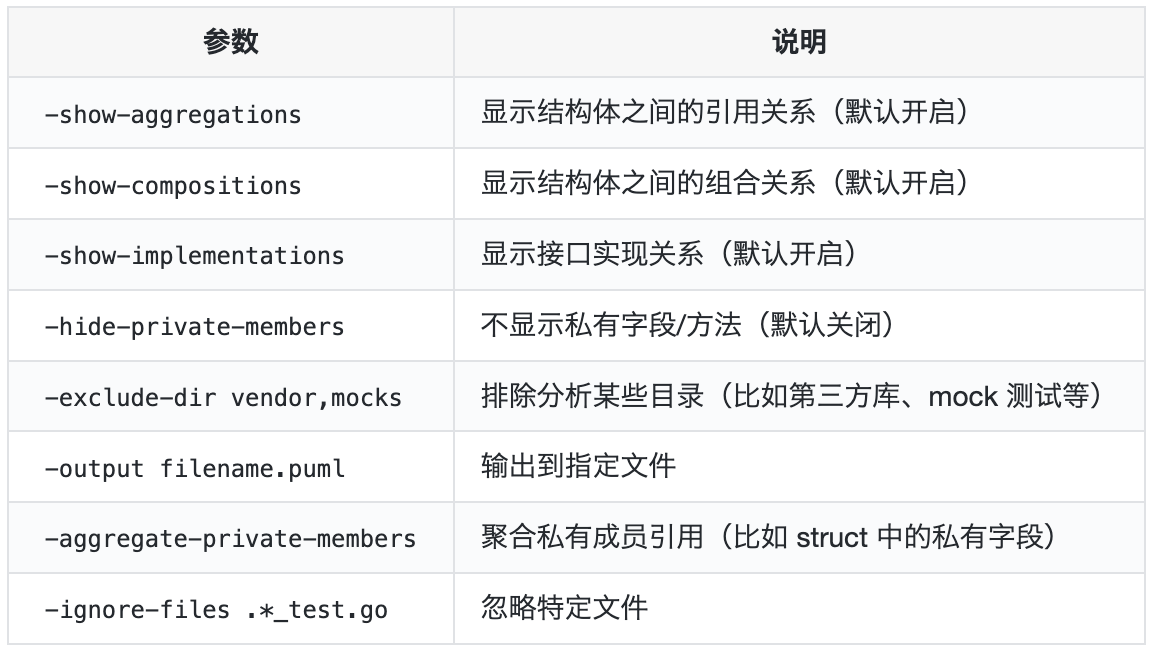 参数 说明
-show-aggregations 显示结构体之间的引用关系（默认开启）
-show-compositions 显示结构体之间的组合关系（默认开启）
-show-implementations 显示接口实现关系（默认开启）
-hide-private-members 不显示私有字段/方法（默认关闭）
-exclude-dir vendor,mocks 排除分析某些目录（比如第三方库、mock 测试等）
-output filename.puml 输出到指定文件
-aggregate-private-members 聚合私有成员引用（比如 struct 中的私有字段）
-ignore-files .*_test.go 忽略特定文件